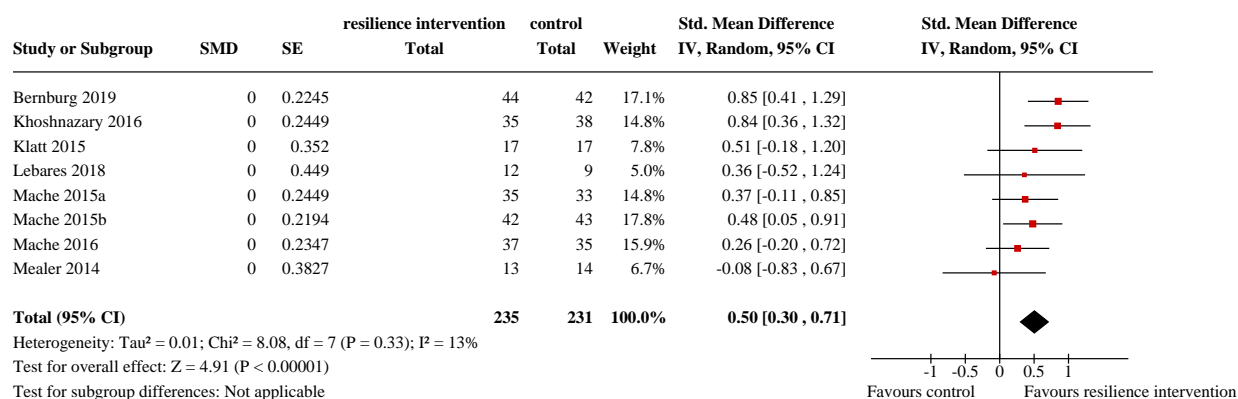 resilience intervention control Std. Mean Difference Std. Mean Difference
Study or Subgroup SMD SE Total Total Weight IV, Random, 95% CI IV, Random, 95% CI
Bernburg 2019 0 0.2245 44 42 17.1% 0.85 [0.41 , 1.29]
Khoshnazary 2016 0 0.2449 35 38 14.8% 0.84 [0.36 , 1.32]
Klatt 2015 0 0.352 17 17 7.8% 0.51 [-0.18 , 1.20]
Lebares 2018 0 0.449 12 9 5.0% 0.36 [-0.52 , 1.24]
Mache 2015a 0 0.2449 35 33 14.8% 0.37 [-0.11 , 0.85]
Mache 2015b 0 0.2194 42 43 17.8% 0.48 [0.05 , 0.91]
Mache 2016 0 0.2347 37 35 15.9% 0.26 [-0.20 , 0.72]
Mealer 2014 0 0.3827 13 14 6.7% -0.08 [-0.83 , 0.67]
Total (95% CI) 235 231 100.0% 0.50 [0.30 , 0.71]
Heterogeneity: Tau² = 0.01; Chi² = 8.08, df = 7 (P = 0.33); I² = 13%
Test for overall effect: Z = 4.91 (P < 0.00001)
Test for subgroup differences: Not applicable
-1 -0.5 0 0.5 1
Favours control Favours resilience intervention